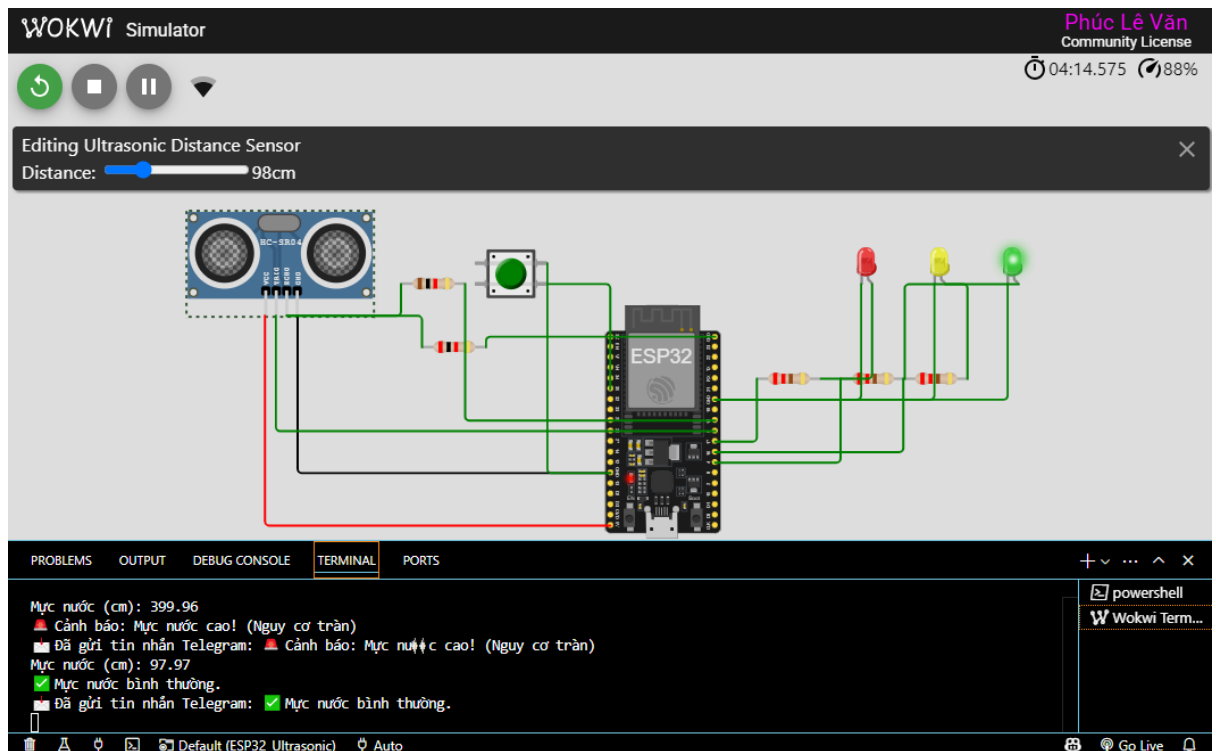 WOKWI Simulator
Phúc Lê Văn
Community License
04:14.575 88%
Editing Ultrasonic Distance Sensor
Distance: 98cm
HC-SR04
VCC
TRIG
ECHO
GND
ESP32
PROBLEMS OUTPUT DEBUG CONSOLE TERMINAL PORTS
powershell
Wokwi Term...
Mực nước (cm): 399.96
🚨 Cảnh báo: Mực nước cao! (Nguy cơ tràn)
📩 Đã gửi tin nhắn Telegram: 🚨 Cảnh báo: Mực nư��c cao! (Nguy cơ tràn)
Mực nước (cm): 97.97
✅ Mực nước bình thường.
📩 Đã gửi tin nhắn Telegram: ✅ Mực nước bình thường.
Default (ESP32 Ultrasonic) Auto
Go Live